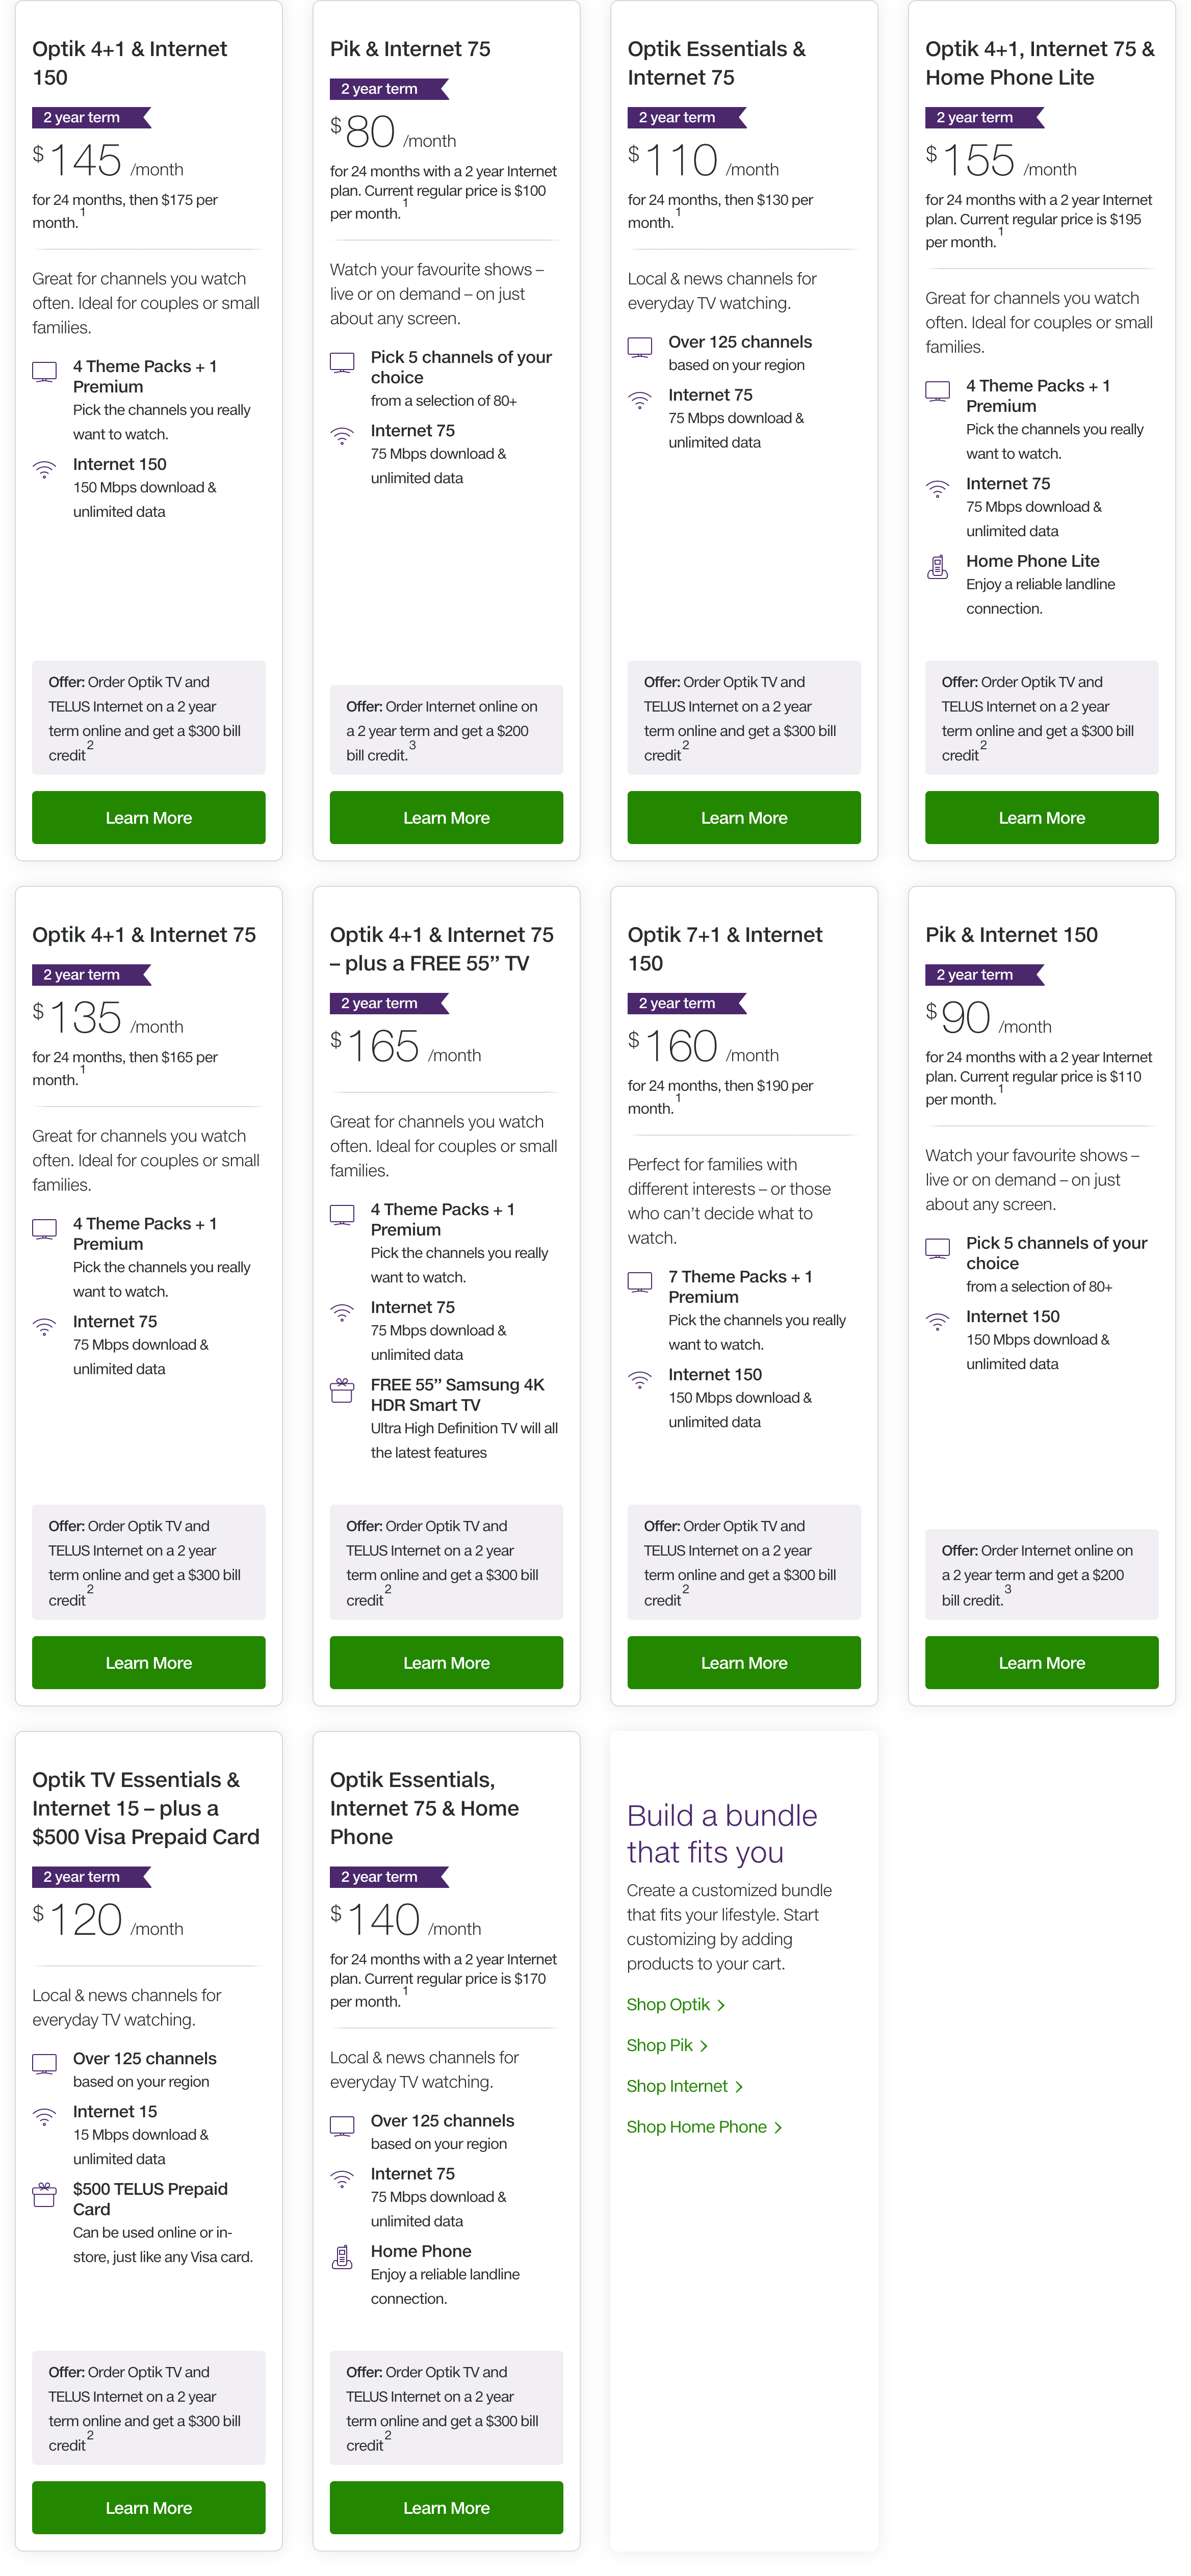 Optik 4+1 & Internet
150
2 year term
$145 /month
for 24 months, then $175 per
month.1
Great for channels you watch
often. Ideal for couples or small
families.
4 Theme Packs + 1
Premium
Pick the channels you really
want to watch.
Internet 150
150 Mbps download &
unlimited data
Offer: Order Optik TV and
TELUS Internet on a 2 year
term online and get a $300 bill
credit2
Learn More
Pik & Internet 75
2 year term
$80 /month
for 24 months with a 2 year Internet
plan. Current regular price is $100
per month.1
Watch your favourite shows –
live or on demand – on just
about any screen.
Pick 5 channels of your
choice
from a selection of 80+
Internet 75
75 Mbps download &
unlimited data
Offer: Order Internet online on
a 2 year term and get a $200
bill credit.3
Learn More
Optik Essentials &
Internet 75
2 year term
$110 /month
for 24 months, then $130 per
month.1
Local & news channels for
everyday TV watching.
Over 125 channels
based on your region
Internet 75
75 Mbps download &
unlimited data
Offer: Order Optik TV and
TELUS Internet on a 2 year
term online and get a $300 bill
credit2
Learn More
Optik 4+1, Internet 75 &
Home Phone Lite
2 year term
$155 /month
for 24 months with a 2 year Internet
plan. Current regular price is $195
per month.1
Great for channels you watch
often. Ideal for couples or small
families.
4 Theme Packs + 1
Premium
Pick the channels you really
want to watch.
Internet 75
75 Mbps download &
unlimited data
Home Phone Lite
Enjoy a reliable landline
connection.
Offer: Order Optik TV and
TELUS Internet on a 2 year
term online and get a $300 bill
credit2
Learn More
Optik 4+1 & Internet 75
2 year term
$135 /month
for 24 months, then $165 per
month.1
Great for channels you watch
often. Ideal for couples or small
families.
4 Theme Packs + 1
Premium
Pick the channels you really
want to watch.
Internet 75
75 Mbps download &
unlimited data
Offer: Order Optik TV and
TELUS Internet on a 2 year
term online and get a $300 bill
credit2
Learn More
Optik 4+1 & Internet 75
– plus a FREE 55” TV
2 year term
$165 /month
Great for channels you watch
often. Ideal for couples or small
families.
4 Theme Packs + 1
Premium
Pick the channels you really
want to watch.
Internet 75
75 Mbps download &
unlimited data
FREE 55” Samsung 4K
HDR Smart TV
Ultra High Definition TV will all
the latest features
Offer: Order Optik TV and
TELUS Internet on a 2 year
term online and get a $300 bill
credit2
Learn More
Optik 7+1 & Internet
150
2 year term
$160 /month
for 24 months, then $190 per
month.1
Perfect for families with
different interests – or those
who can’t decide what to
watch.
7 Theme Packs + 1
Premium
Pick the channels you really
want to watch.
Internet 150
150 Mbps download &
unlimited data
Offer: Order Optik TV and
TELUS Internet on a 2 year
term online and get a $300 bill
credit2
Learn More
Pik & Internet 150
2 year term
$90 /month
for 24 months with a 2 year Internet
plan. Current regular price is $110
per month.1
Watch your favourite shows –
live or on demand – on just
about any screen.
Pick 5 channels of your
choice
from a selection of 80+
Internet 150
150 Mbps download &
unlimited data
Offer: Order Internet online on
a 2 year term and get a $200
bill credit.3
Learn More
Optik TV Essentials &
Internet 15 – plus a
$500 Visa Prepaid Card
2 year term
$120 /month
Local & news channels for
everyday TV watching.
Over 125 channels
based on your region
Internet 15
15 Mbps download &
unlimited data
$500 TELUS Prepaid
Card
Can be used online or in-
store, just like any Visa card.
Offer: Order Optik TV and
TELUS Internet on a 2 year
term online and get a $300 bill
credit2
Learn More
Optik Essentials,
Internet 75 & Home
Phone
2 year term
$140 /month
for 24 months with a 2 year Internet
plan. Current regular price is $170
per month.1
Local & news channels for
everyday TV watching.
Over 125 channels
based on your region
Internet 75
75 Mbps download &
unlimited data
Home Phone
Enjoy a reliable landline
connection.
Offer: Order Optik TV and
TELUS Internet on a 2 year
term online and get a $300 bill
credit2
Learn More
Build a bundle
that fits you
Create a customized bundle
that fits your lifestyle. Start
customizing by adding
products to your cart.
Shop Optik
Shop Pik
Shop Internet
Shop Home Phone